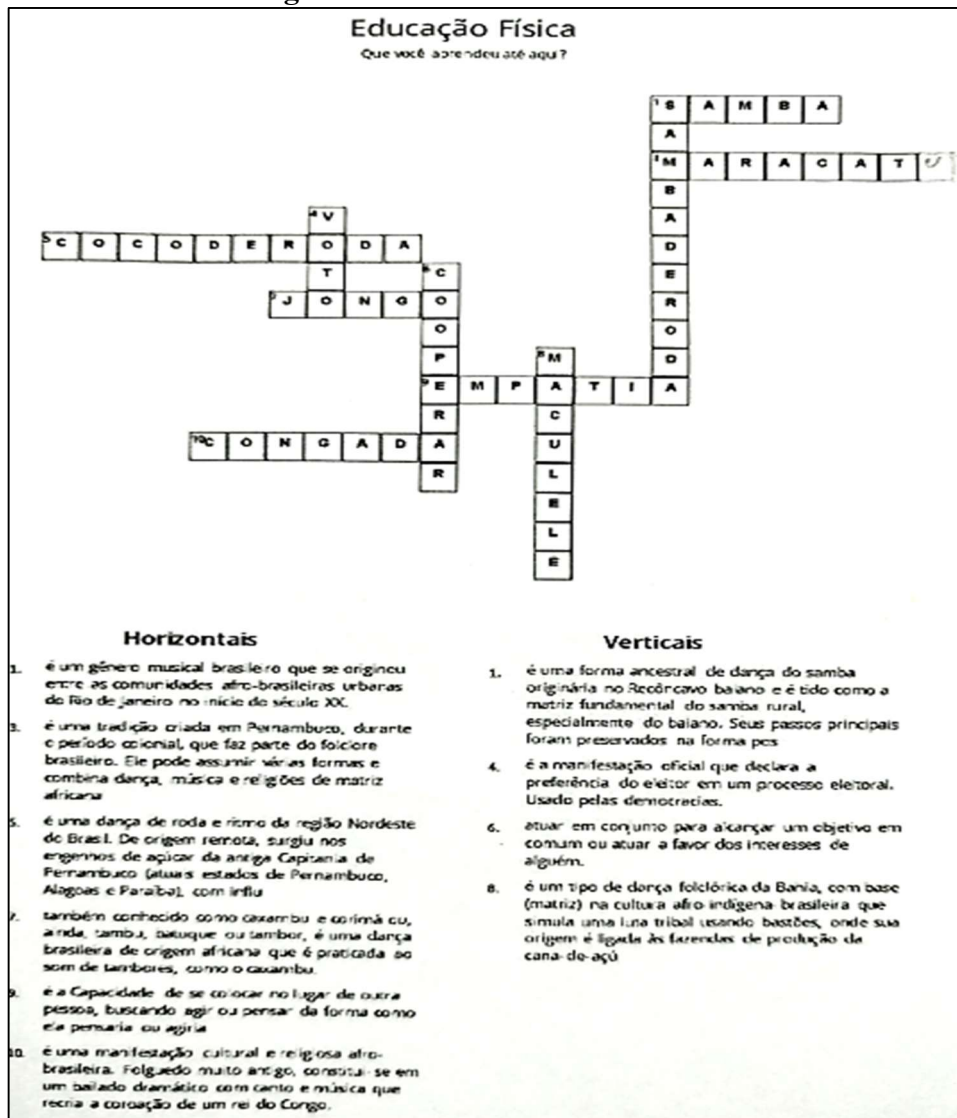 Educação Física
Que você aprendeu até aqui?
1 S A M B A
A
3 M A R A C A T U
B
4 V A
5 C O C O D E R O D A D
T 6 C E
7 J O N G O R
O O
P 8 M D
9 E M P A T I A
R C
10 C O N G A D A U
R L
E
L
E
Horizontais
1. é um gênero musical brasileiro que se originou
entre as comunidades afro-brasileiras urbanas
do Rio de Janeiro no início do século XX.
3. é uma tradição criada em Pernambuco, durante
o período colonial, que faz parte do folclore
brasileiro. Ele pode assumir várias formas e
combina dança, música e religiões de matriz
africana
5. é uma dança de roda e ritmo da região Nordeste
do Brasil. De origem remota, surgiu nos
engenhos de açúcar da antiga Capitania de
Pernambuco (atuais estados de Pernambuco,
Alagoas e Paraíba), com influ
7. também conhecido como caxambu e corimá ou,
ainda, tambu, batuque ou tambor, é uma dança
brasileira de origem africana que é praticada ao
som de tambores, como o caxambu.
9. é a Capacidade de se colocar no lugar de outra
pessoa, buscando agir ou pensar da forma como
ela pensaria ou agiria
10. é uma manifestação cultural e religiosa afro-
brasileira. Folguedo muito antigo, constitui-se em
um bailado dramático com canto e música que
recria a coroação de um rei do Congo.
Verticais
1. é uma forma ancestral de dança do samba
originária no Recôncavo baiano e é tido como a
matriz fundamental do samba rural,
especialmente do baiano. Seus passos principais
foram preservados na forma pos
4. é a manifestação oficial que declara a
preferência do eleitor em um processo eleitoral.
Usado pelas democracias.
6. atuar em conjunto para alcançar um objetivo em
comum ou atuar a favor dos interesses de
alguém.
8. é um tipo de dança folclórica da Bahia, com base
(matriz) na cultura afro-indígena-brasileira que
simula uma luta tribal usando bastões, onde sua
origem é ligada às fazendas de produção da
cana-de-açú